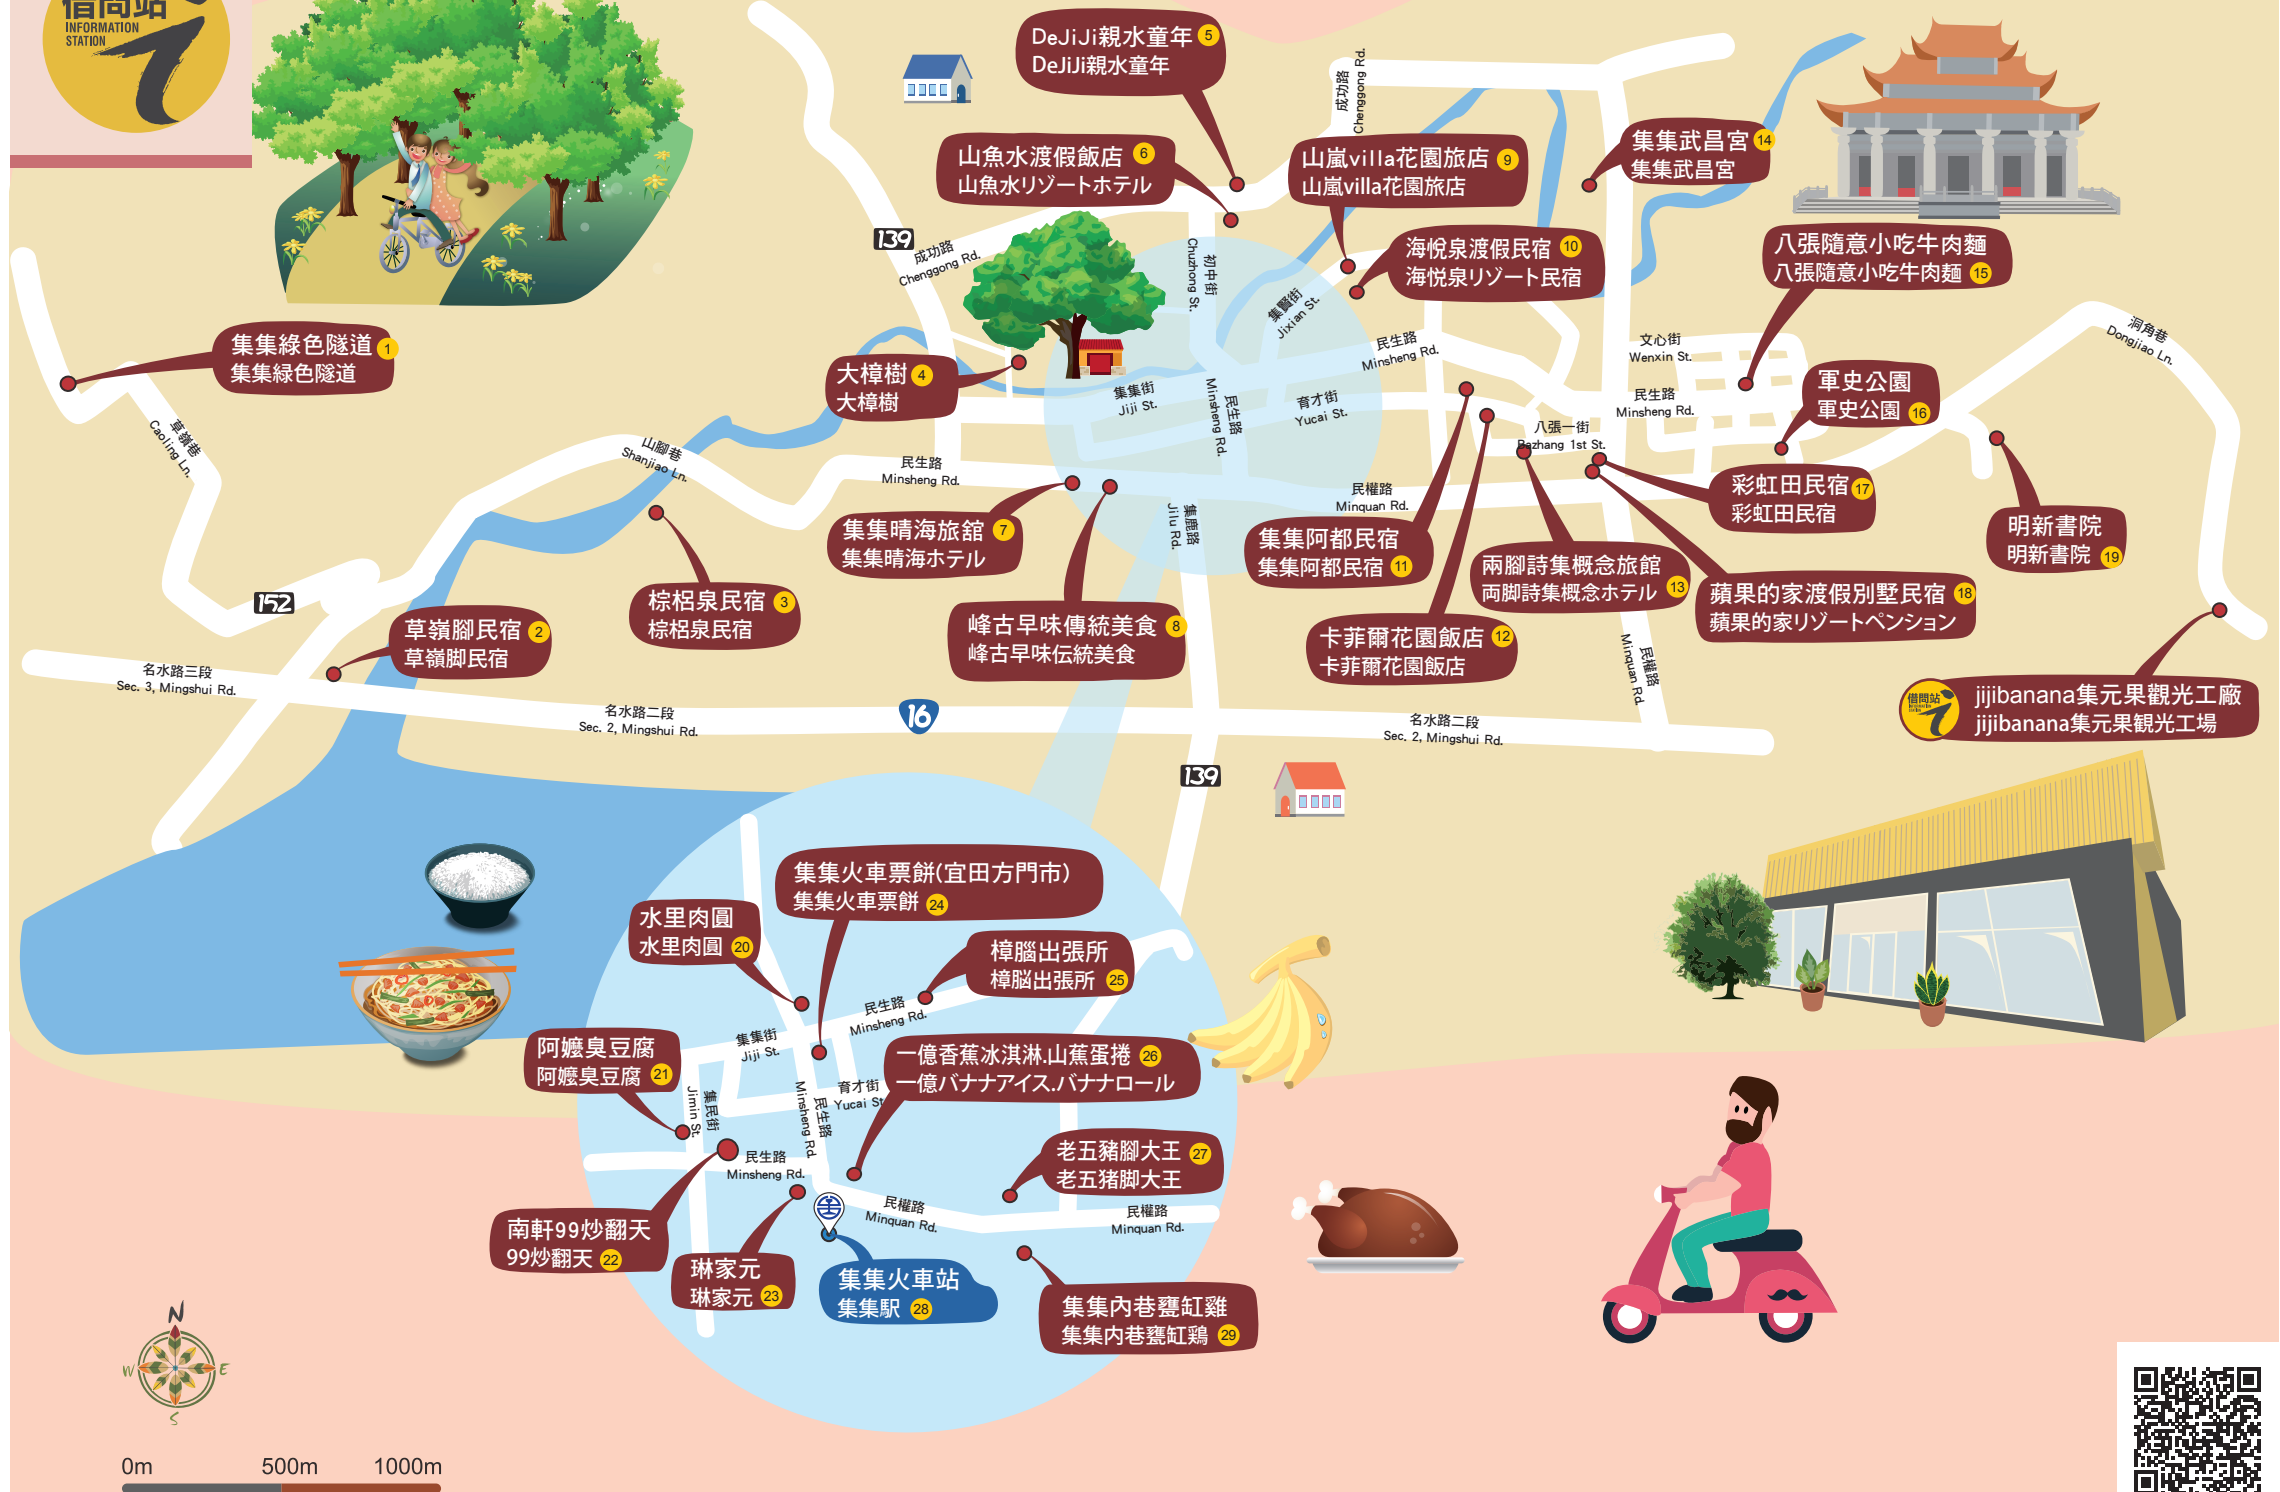 借問站
INFORMATION
STATION
DeJiJi親水童年 5
DeJiJi親水童年
成功路
Chenggong Rd.
山魚水渡假飯店 6
山魚水リゾートホテル
山嵐villa花園旅店 9
山嵐villa花園旅店
集集武昌宮 14
集集武昌宮
139
成功路
Chenggong Rd.
初中街
Chuzhong St.
集賢街
Jixian St.
海悅泉渡假民宿 10
海悦泉リゾート民宿
八張隨意小吃牛肉麵
八張隨意小吃牛肉麵 15
集集綠色隧道 1
集集緑色隧道
大樟樹 4
大樟樹
集集街
Jiji St.
民生路
Minsheng Rd.
民生路
Minsheng Rd.
育才街
Yucai St.
文心街
Wenxin St.
民生路
Minsheng Rd.
洞角巷
Dongjiao Ln.
軍史公園
軍史公園 16
八張一街
Bazhang 1st St.
草嶺巷
Caoling Ln.
山腳巷
Shanjiao Ln.
民生路
Minsheng Rd.
民權路
Minquan Rd.
集鹿路
Jilu Rd.
集集晴海旅舘 7
集集晴海ホテル
集集阿都民宿
集集阿都民宿 11
兩腳詩集概念旅館
両脚詩集概念ホテル 13
彩虹田民宿 17
彩虹田民宿
明新書院
明新書院 19
152
棕梠泉民宿 3
棕梠泉民宿
草嶺腳民宿 2
草嶺脚民宿
峰古早味傳統美食 8
峰古早味伝統美食
卡菲爾花園飯店 12
卡菲爾花園飯店
蘋果的家渡假別墅民宿 18
蘋果的家リゾートペンション
民權路
Minquan Rd.
名水路三段
Sec. 3, Mingshui Rd.
名水路二段
Sec. 2, Mingshui Rd.
16
名水路二段
Sec. 2, Mingshui Rd.
借問站
jijibanana集元果觀光工廠
jijibanana集元果観光工場
139
集集火車票餅(宜田方門市)
集集火車票餅 24
水里肉圓
水里肉圓 20
樟腦出張所
樟脳出張所 25
民生路
Minsheng Rd.
集集街
Jiji St.
阿嬤臭豆腐
阿嬤臭豆腐 21
一億香蕉冰淇淋.山蕉蛋捲 26
一億バナナアイス.バナナロール
育才街
Yucai St
集民街
Jimin St.
民生路
Minsheng Rd.
民生路
Minsheng Rd.
老五豬腳大王 27
老五猪脚大王
民權路
Minquan Rd.
民權路
Minquan Rd.
南軒99炒翻天
99炒翻天 22
琳家元
琳家元 23
集集火車站
集集駅 28
集集內巷甕缸雞
集集内巷甕缸鶏 29
N
W E
S
0m 500m 1000m